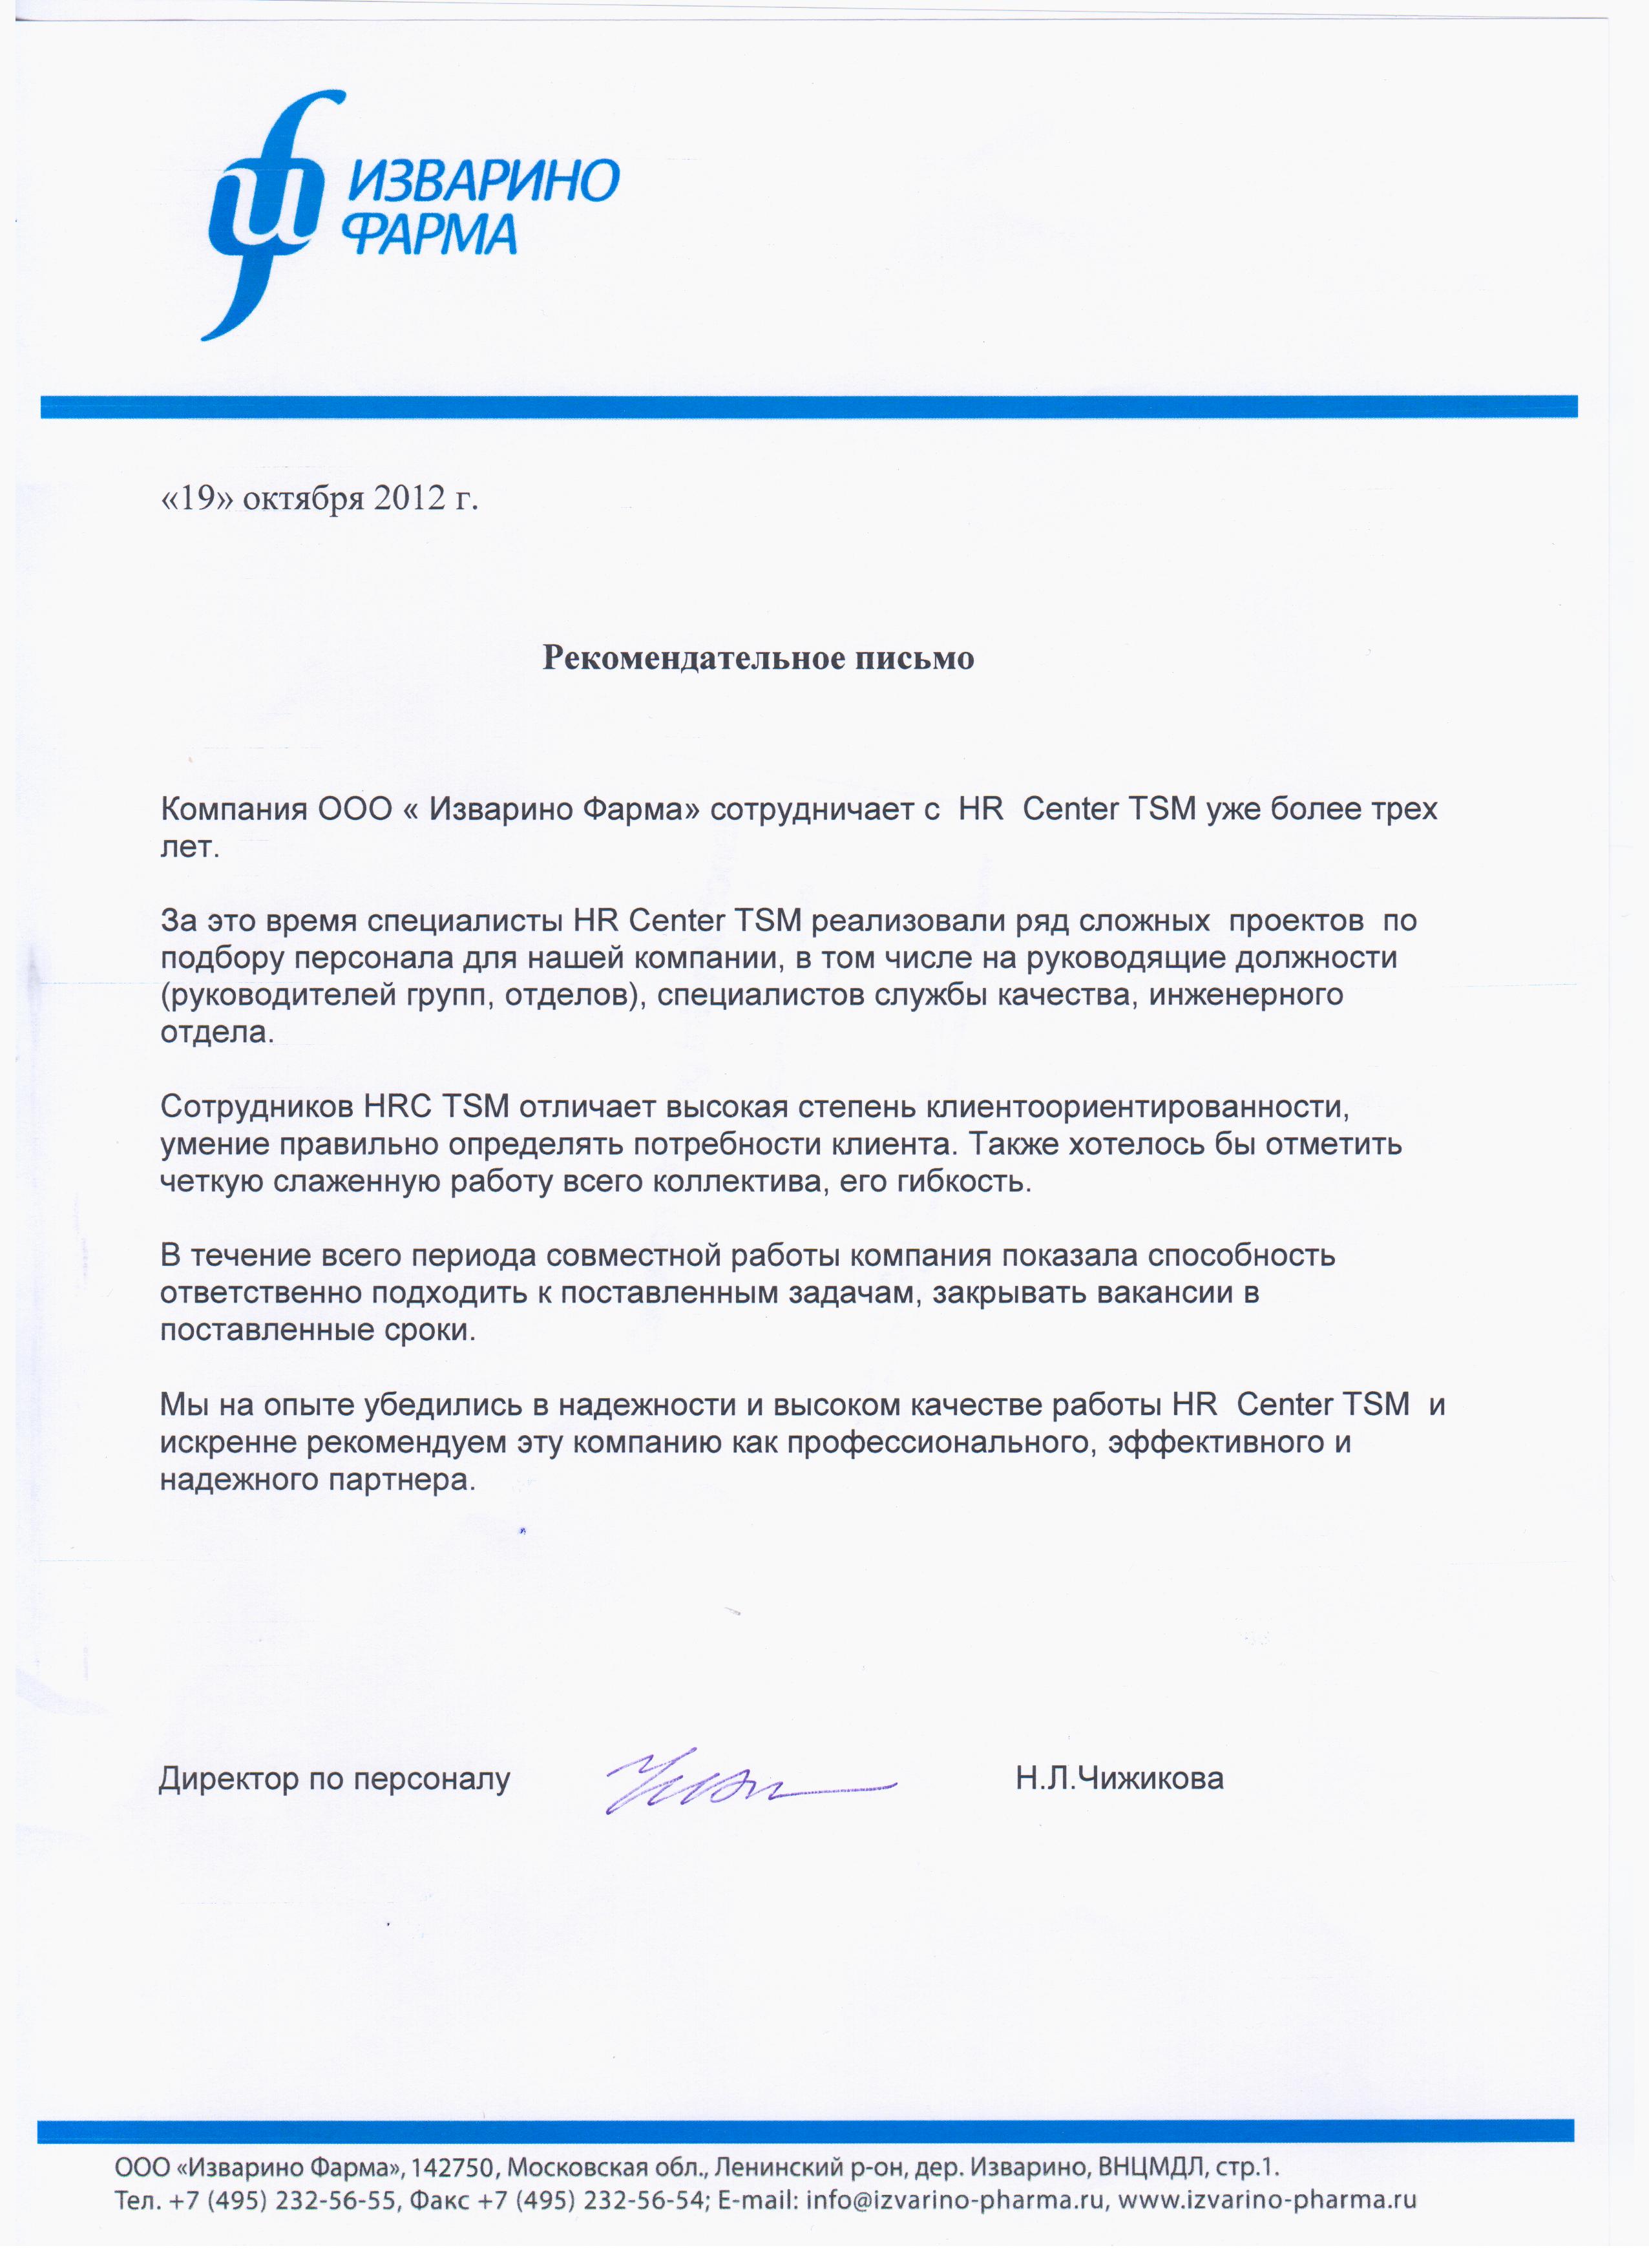 ИЗВАРИНО
ФАРМА
«19» октября 2012 г.
Рекомендательное письмо
Компания ООО « Изварино Фарма» сотрудничает с HR Center TSM уже более трех
лет.
За это время специалисты HR Center TSM реализовали ряд сложных проектов по
подбору персонала для нашей компании, в том числе на руководящие должности
(руководителей групп, отделов), специалистов службы качества, инженерного
отдела.
Сотрудников HRC TSM отличает высокая степень клиентоориентированности,
умение правильно определять потребности клиента. Также хотелось бы отметить
четкую слаженную работу всего коллектива, его гибкость.
В течение всего периода совместной работы компания показала способность
ответственно подходить к поставленным задачам, закрывать вакансии в
поставленные сроки.
Мы на опыте убедились в надежности и высоком качестве работы HR Center TSM и
искренне рекомендуем эту компанию как профессионального, эффективного и
надежного партнера.
Директор по персоналу Н.Л.Чижикова
ООО «Изварино Фарма», 142750, Московская обл., Ленинский р-он, дер. Изварино, ВНЦМДЛ, стр.1.
Тел. +7 (495) 232-56-55, Факс +7 (495) 232-56-54; E-mail: info@izvarino-pharma.ru, www.izvarino-pharma.ru